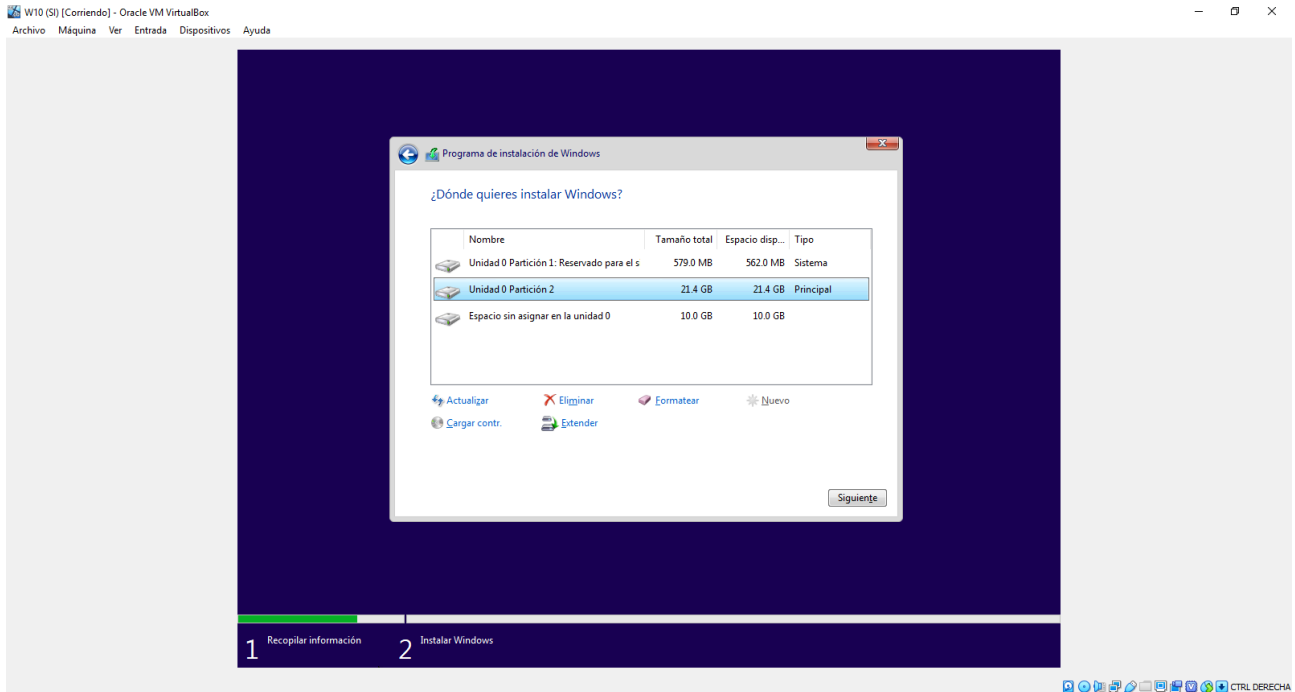 W10 (SI) [Corriendo] - Oracle VM VirtualBox
Archivo Máquina Ver Entrada Dispositivos Ayuda
Programa de instalación de Windows
¿Dónde quieres instalar Windows?
Nombre Tamaño total Espacio disp... Tipo
Unidad 0 Partición 1: Reservado para el s 579.0 MB 562.0 MB Sistema
Unidad 0 Partición 2 21.4 GB 21.4 GB Principal
Espacio sin asignar en la unidad 0 10.0 GB 10.0 GB
Actualizar Eliminar Formatear Nuevo
Cargar contr. Extender
Siguiente
1 Recopilar información 2 Instalar Windows
CTRL DERECHA